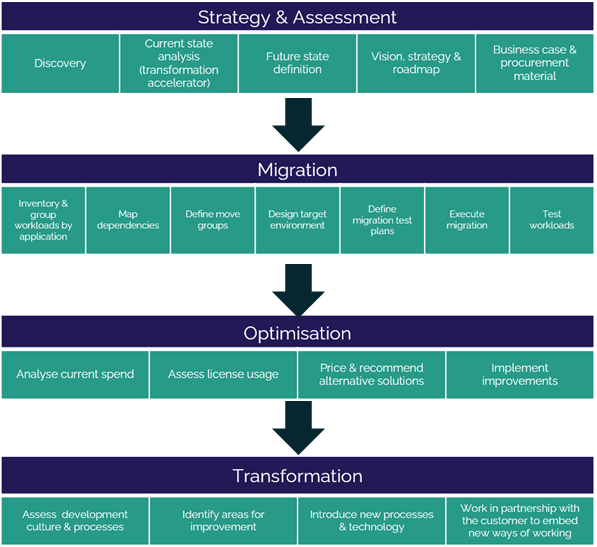 Strategy & Assessment
Discovery
Current state
analysis
(transformation
accelerator)
Future state
definition
Vision, strategy &
roadmap
Business case &
procurement
material
Migration
Inventory &
group
workloads by
application
Map
dependencies
Define move
groups
Design target
environment
Define
migration test
plans
Execute
migration
Test
workloads
Optimisation
Analyse current spend
Assess license usage
Price & recommend
alternative solutions
Implement
improvements
Transformation
Assess development
culture & processes
Identify areas for
improvement
Introduce new processes
& technology
Work in partnership with
the customer to embed
new ways of working